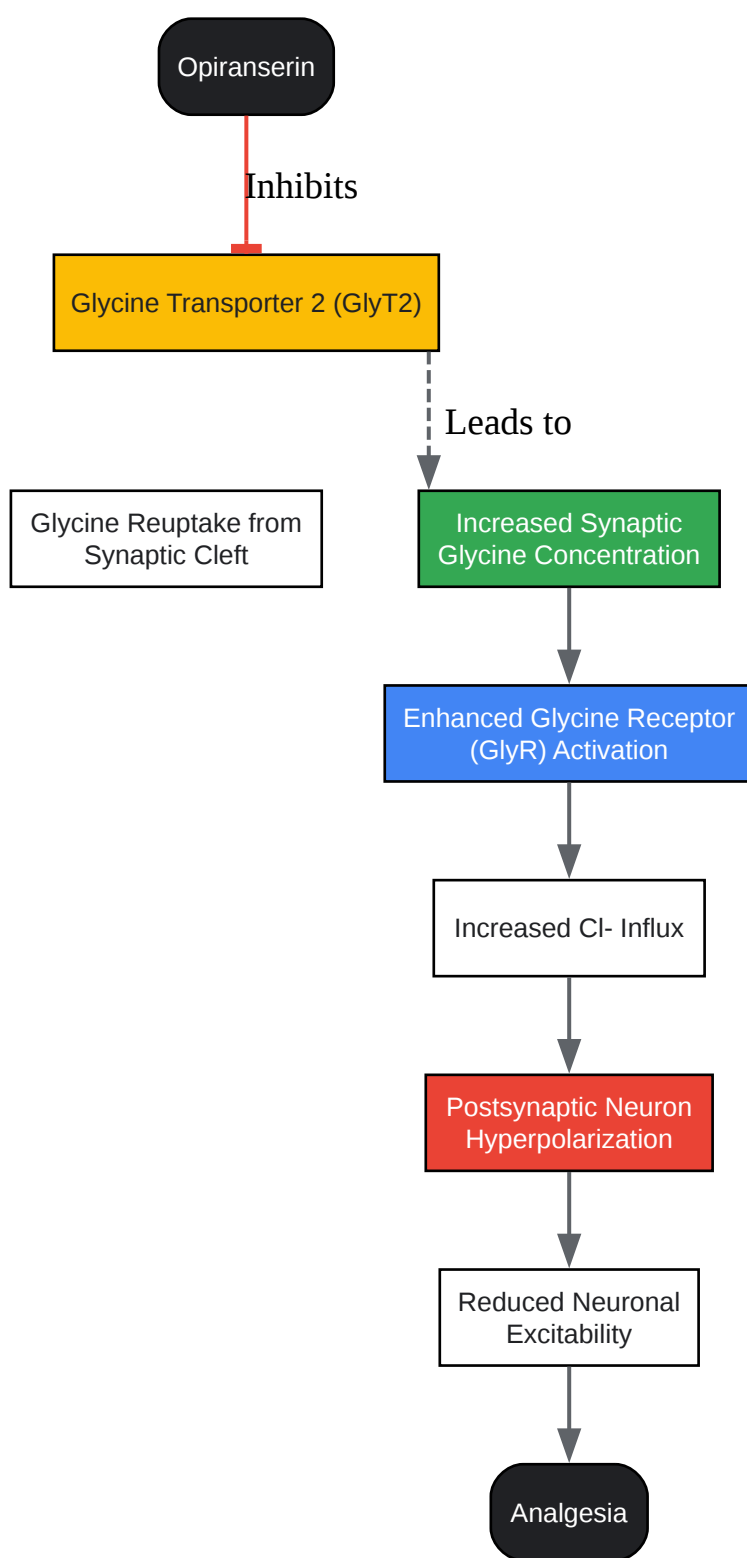 Opiranserin
Inhibits
Glycine Transporter 2 (GlyT2)
Leads to
Glycine Reuptake from
Synaptic Cleft
Increased Synaptic
Glycine Concentration
Enhanced Glycine Receptor
(GlyR) Activation
Increased Cl- Influx
Postsynaptic Neuron
Hyperpolarization
Reduced Neuronal
Excitability
Analgesia